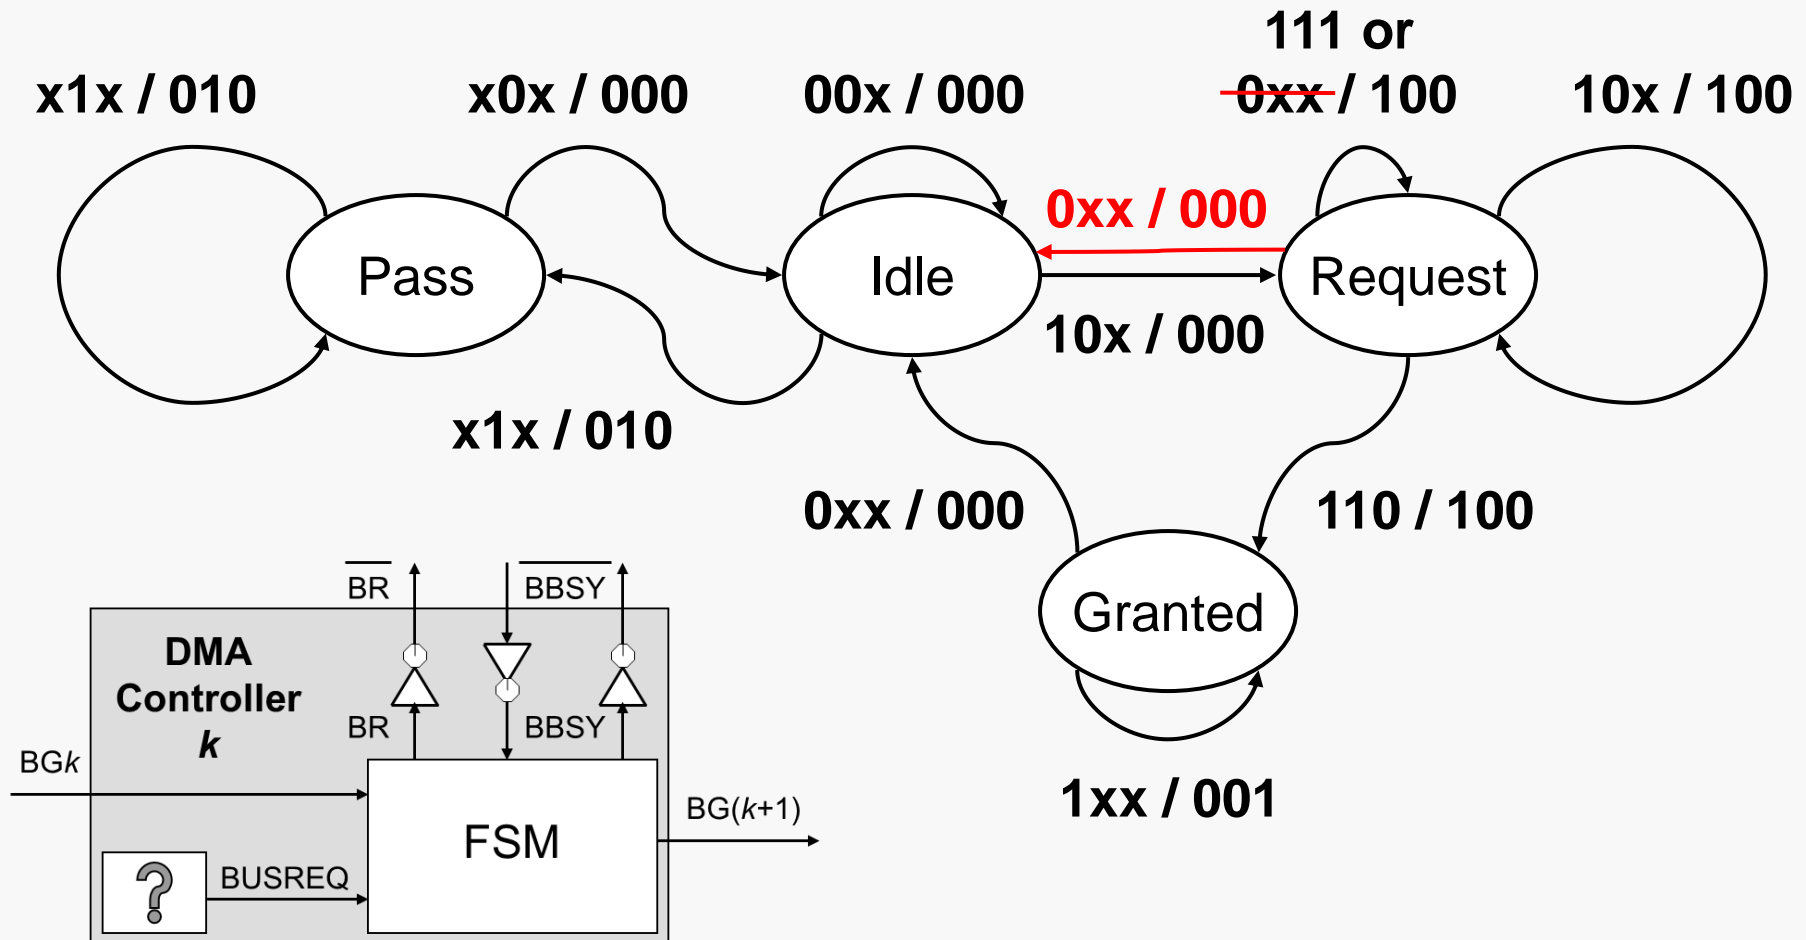 111 or
x1x / 010
x0x / 000
00x / 000
0xx / 100
10x / 100
0xx / 000
Pass
Idle
Request
10x / 000
x1x / 010
0xx / 000
110 / 100
BR
BBSY
Granted
DMA
Controller
k
BR
BBSY
BGk
1xx / 001
BG(k+1)
FSM
?
BUSREQ